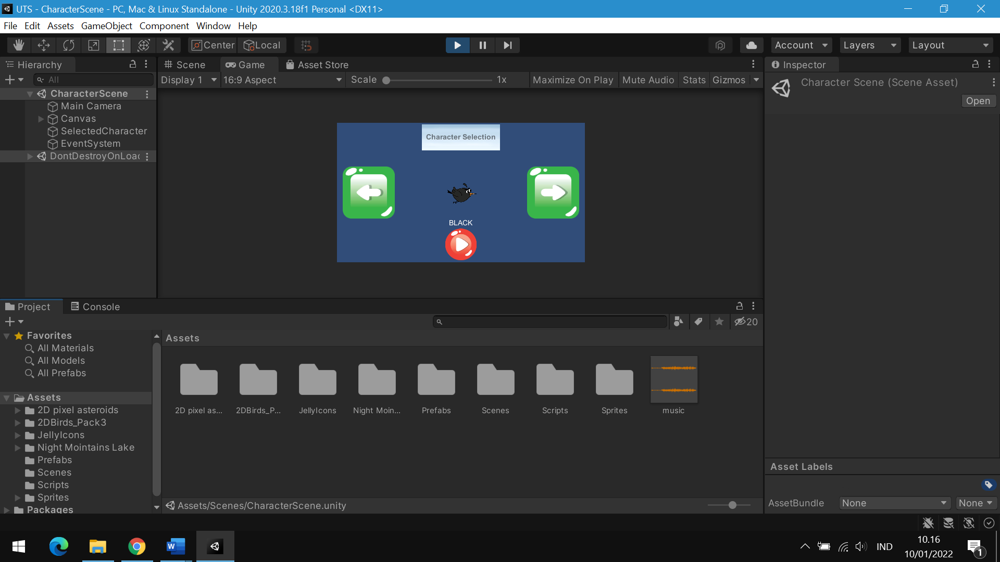 UTS - CharacterScene - PC, Mac & Linux Standalone - Unity 2020.3.18f1 Personal <DX11>
File Edit Assets GameObject Component Window Help
Center Local Account Layers Layout
Hierarchy
All
CharacterScene
Main Camera
Canvas
SelectedCharacter
EventSystem
DontDestroyOnLoad
Scene Game Asset Store
Display 1 16:9 Aspect Scale 1x Maximize On Play Mute Audio Stats Gizmos
Character Selection
BLACK
Inspector
Character Scene (Scene Asset)
Open
Project Console
20
Favorites
All Materials
All Models
All Prefabs
Assets
2D pixel asteroids
2DBirds_Pack3
JellyIcons
Night Mointains Lake
Prefabs
Scenes
Scripts
Sprites
Packages
Assets
2D pixel as... 2DBirds_P... JellyIcons Night Moin... Prefabs Scenes Scripts Sprites music
Assets/Scenes/CharacterScene.unity
Asset Labels
AssetBundle None None
IND
10.16
10/01/2022
1